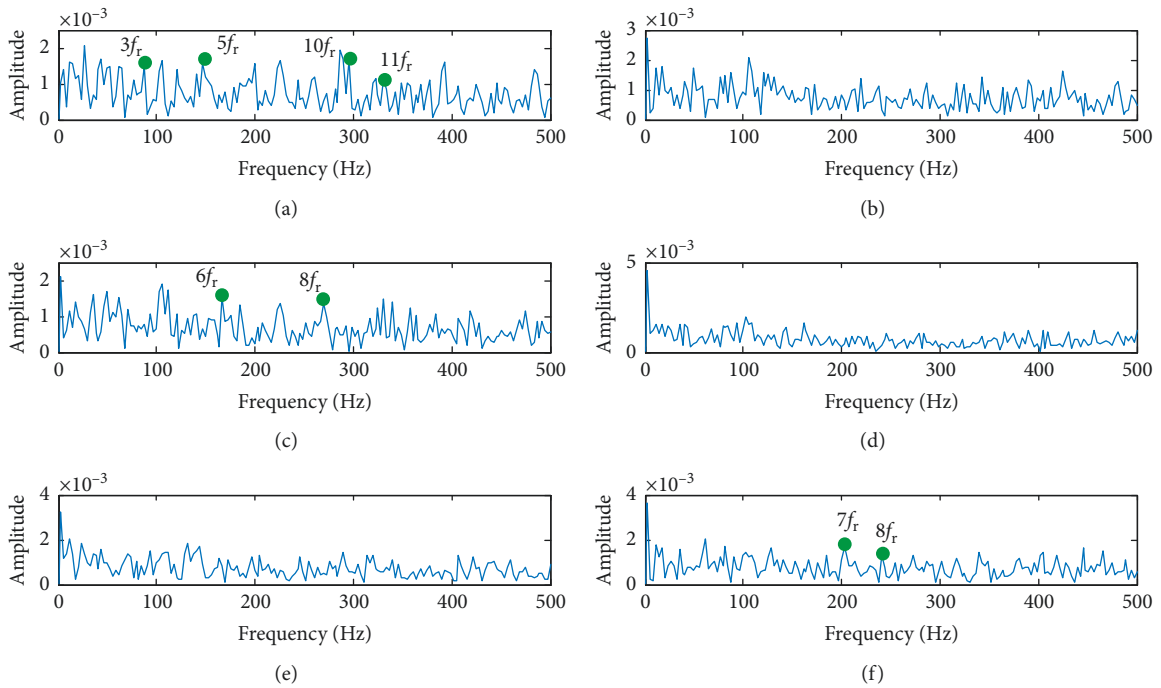 ×10⁻³
Amplitude
2
1
0
3fᵣ
5fᵣ
10fᵣ
11fᵣ
0 100 200 300 400 500
Frequency (Hz)
(a)
×10⁻³
Amplitude
3
2
1
0
0 100 200 300 400 500
Frequency (Hz)
(b)
×10⁻³
Amplitude
2
1
0
6fᵣ
8fᵣ
0 100 200 300 400 500
Frequency (Hz)
(c)
×10⁻³
Amplitude
5
0
0 100 200 300 400 500
Frequency (Hz)
(d)
×10⁻³
Amplitude
4
2
0
0 100 200 300 400 500
Frequency (Hz)
(e)
×10⁻³
Amplitude
4
2
0
7fᵣ
8fᵣ
0 100 200 300 400 500
Frequency (Hz)
(f)